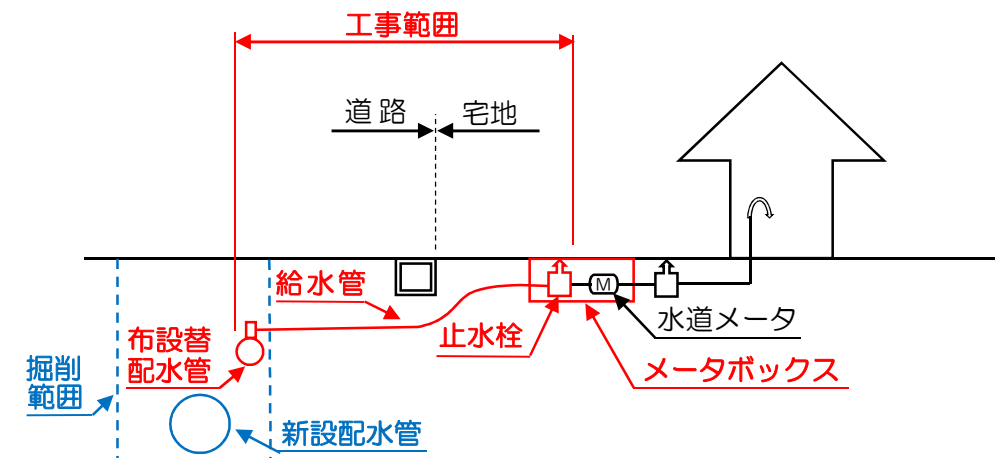 工事範囲
道路
宅地
給水管
M
止水栓
水道メータ
メータボックス
布設替
配水管
掘削
範囲
新設配水管